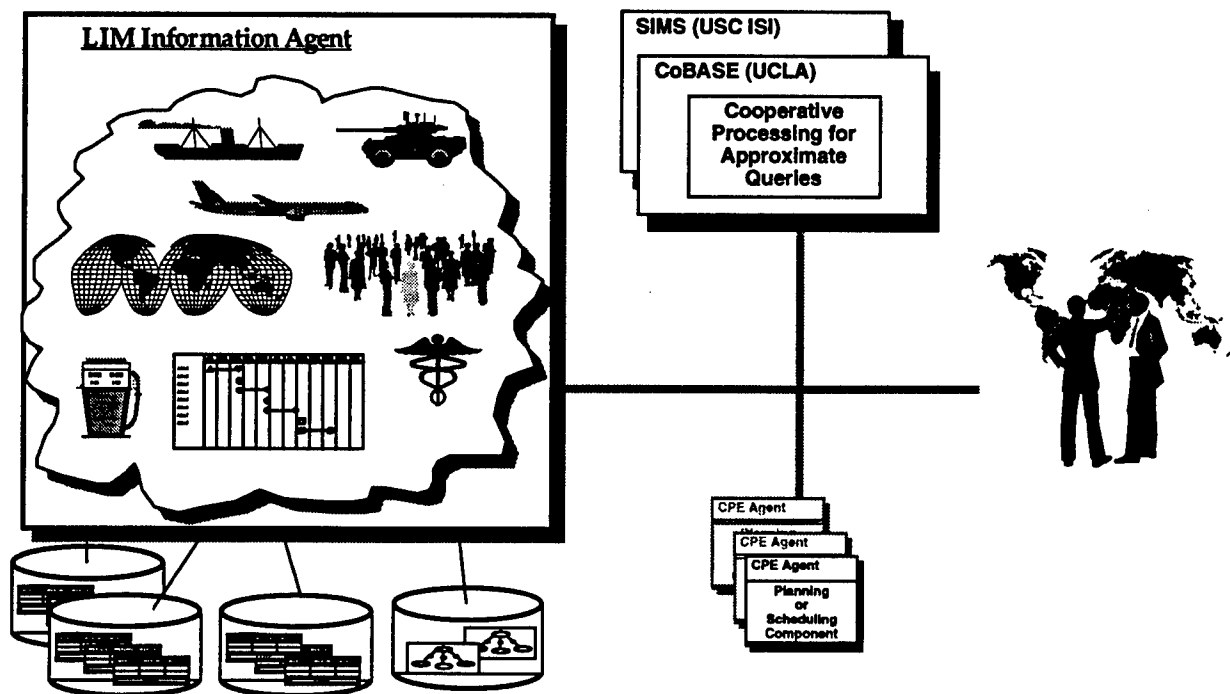 LIM Information Agent
SIMS (USC ISI)
CoBASE (UCLA)
Cooperative
Processing for
Approximate
Queries
CPE Agent
CPE Agent
CPE Agent
Planning
or
Scheduling
Component